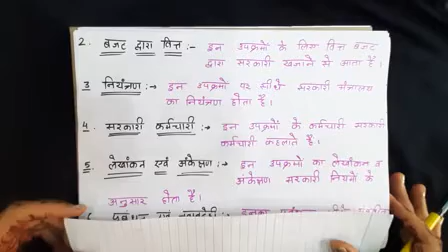 2. बजट द्वारा वित्त :- इन उपक्रमों के लिए वित्त बजट
द्वारा सरकारी खजाने से आता है।
3 नियंत्रण :→ इन उपक्रमों पर सीधे सरकारी मंत्रालय
का नियंत्रण होता है।
4. सरकारी कर्मचारी :- इन उपक्रमों के कर्मचारी सरकारी
कर्मचारी कहलाते है।
5 लेखांकन एवं अंकेक्षण :- इन उपक्रमों का लेखांकन व
अंकेक्षण सरकारी नियमों के
अनुसार होता है।